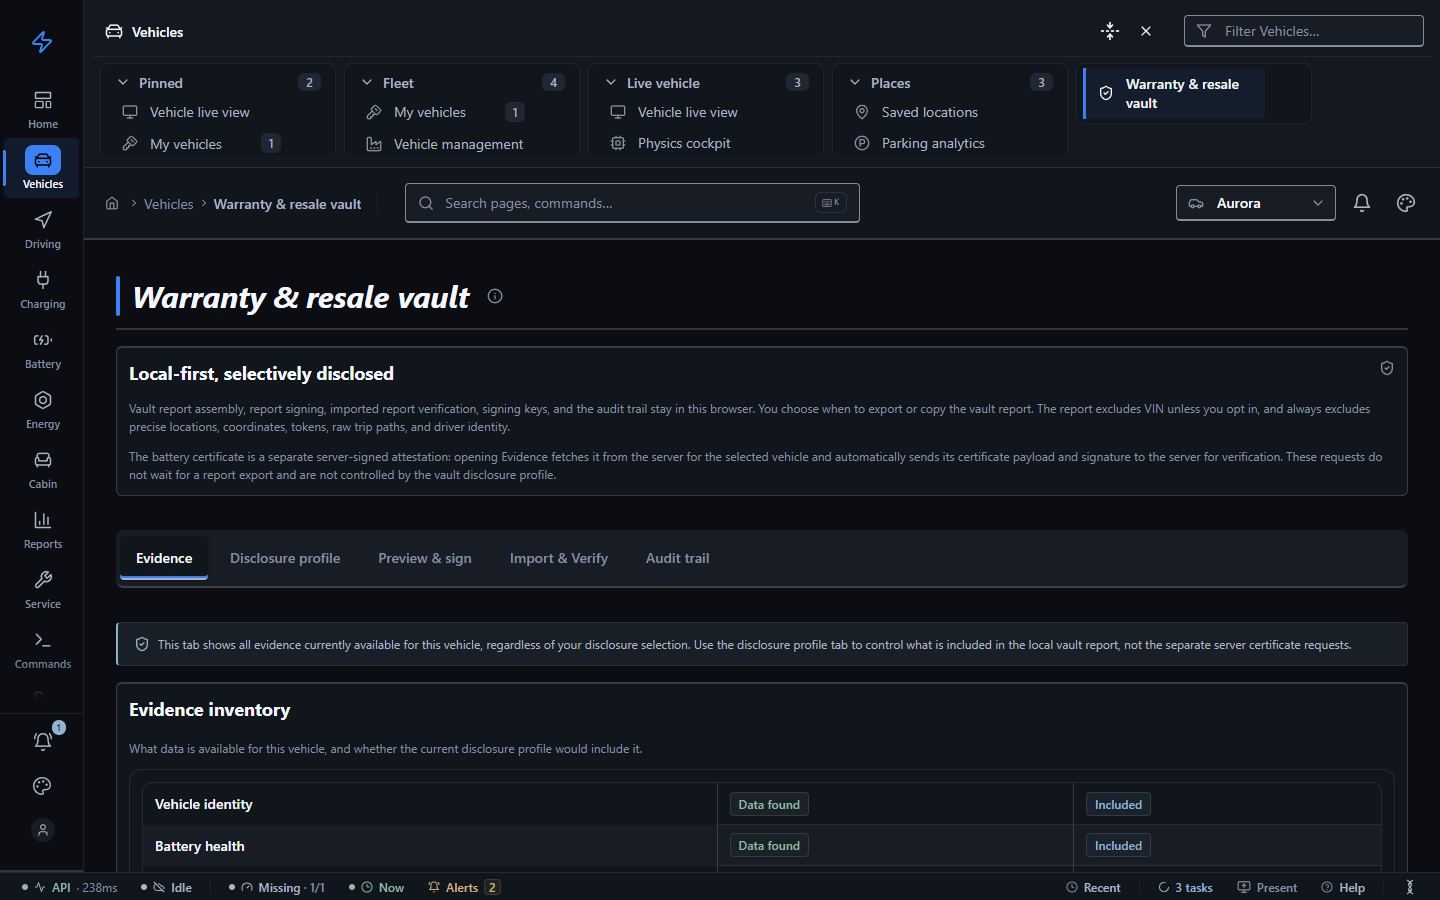 Vehicles
Filter Vehicles...
Pinned 2
Vehicle live view
My vehicles 1
Fleet 4
My vehicles 1
Vehicle management
Live vehicle 3
Vehicle live view
Physics cockpit
Places 3
Saved locations
Parking analytics
Warranty & resale
vault
Home
Vehicles
Driving
Charging
Battery
Energy
Cabin
Reports
Service
Commands
1
Vehicles
Warranty & resale vault
Search pages, commands...
K
Aurora
Warranty & resale vault
Local-first, selectively disclosed
Vault report assembly, report signing, imported report verification, signing keys, and the audit trail stay in this browser. You choose when to export or copy the vault report. The report excludes VIN unless you opt in, and always excludes
precise locations, coordinates, tokens, raw trip paths, and driver identity.
The battery certificate is a separate server-signed attestation: opening Evidence fetches it from the server for the selected vehicle and automatically sends its certificate payload and signature to the server for verification. These requests do
not wait for a report export and are not controlled by the vault disclosure profile.
Evidence
Disclosure profile
Preview & sign
Import & Verify
Audit trail
This tab shows all evidence currently available for this vehicle, regardless of your disclosure selection. Use the disclosure profile tab to control what is included in the local vault report, not the separate server certificate requests.
Evidence inventory
What data is available for this vehicle, and whether the current disclosure profile would include it.
Vehicle identity Data found Included
Battery health Data found Included
API · 238ms
Idle
Missing · 1/1
Now
Alerts 2
Recent
3 tasks
Present
Help